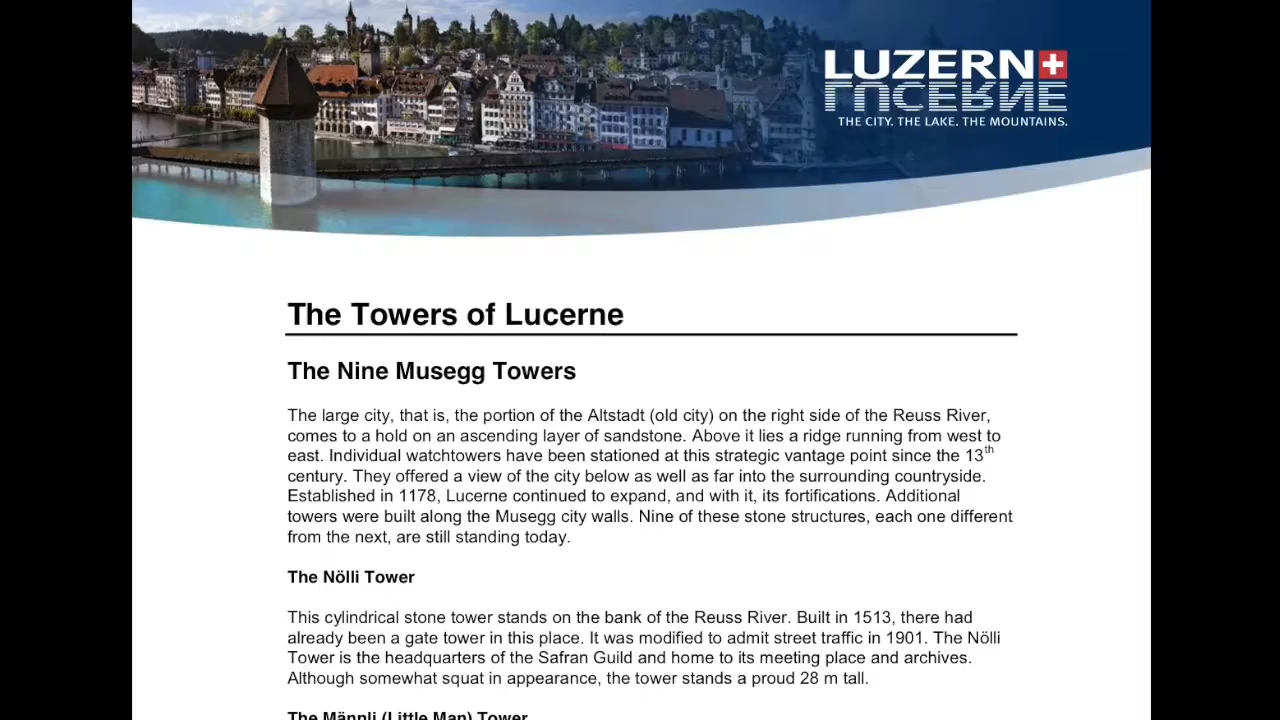 LUZERN
LUCERNE
THE CITY. THE LAKE. THE MOUNTAINS.
The Towers of Lucerne
The Nine Musegg Towers
The large city, that is, the portion of the Altstadt (old city) on the right side of the Reuss River,
comes to a hold on an ascending layer of sandstone. Above it lies a ridge running from west to
east. Individual watchtowers have been stationed at this strategic vantage point since the 13th
century. They offered a view of the city below as well as far into the surrounding countryside.
Established in 1178, Lucerne continued to expand, and with it, its fortifications. Additional
towers were built along the Musegg city walls. Nine of these stone structures, each one different
from the next, are still standing today.
The Nölli Tower
This cylindrical stone tower stands on the bank of the Reuss River. Built in 1513, there had
already been a gate tower in this place. It was modified to admit street traffic in 1901. The Nölli
Tower is the headquarters of the Safran Guild and home to its meeting place and archives.
Although somewhat squat in appearance, the tower stands a proud 28 m tall.
The Männli (Little Man) Tower